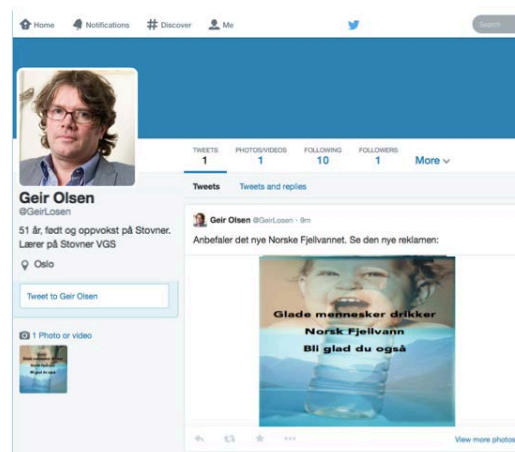 Home Notifications Discover Me Search
TWEETS PHOTOS/VIDEOS FOLLOWING FOLLOWERS
1 1 10 1 More
Tweets Tweets and replies
Geir Olsen
@GeirLosen
51 år, født og oppvokst på Stovner.
Lærer på Stovner VGS
Oslo
Tweet to Geir Olsen
1 Photo or video
Geir Olsen @GeirLosen · 9m
Anbefaler det nye Norske Fjellvannet. Se den nye reklamen:
Glade mennesker drikker
Norsk Fjellvann
Bli glad du også
View more photos